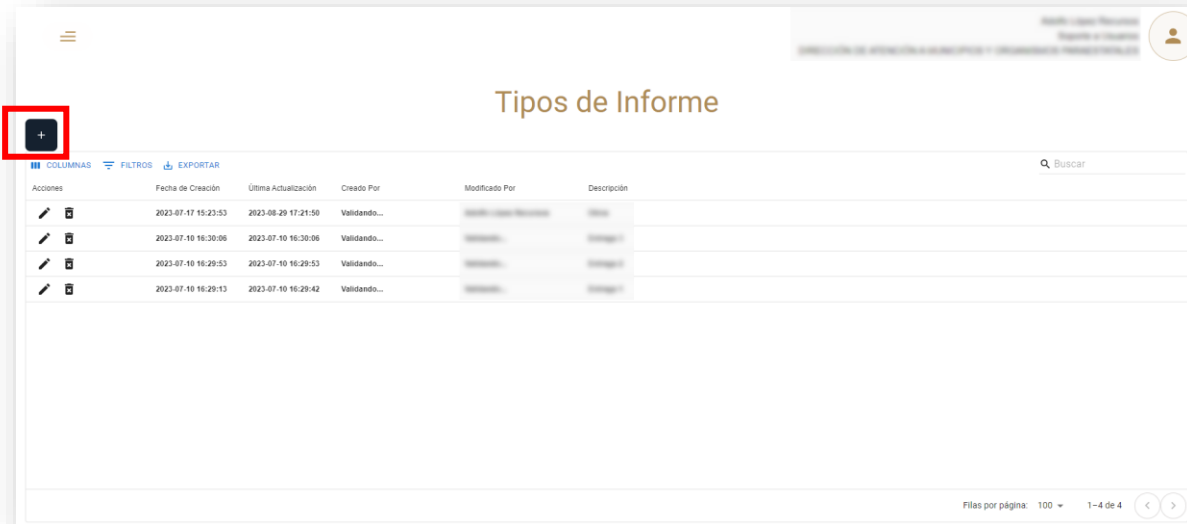 Tipos de Informe
+
COLUMNAS FILTROS EXPORTAR Buscar
Acciones Fecha de Creación Última Actualización Creado Por Modificado Por Descripción
2023-07-17 15:23:53 2023-08-29 17:21:50 Validando...
2023-07-10 16:30:06 2023-07-10 16:30:06 Validando...
2023-07-10 16:29:53 2023-07-10 16:29:53 Validando...
2023-07-10 16:29:13 2023-07-10 16:29:42 Validando...
Filas por página: 100 1–4 de 4